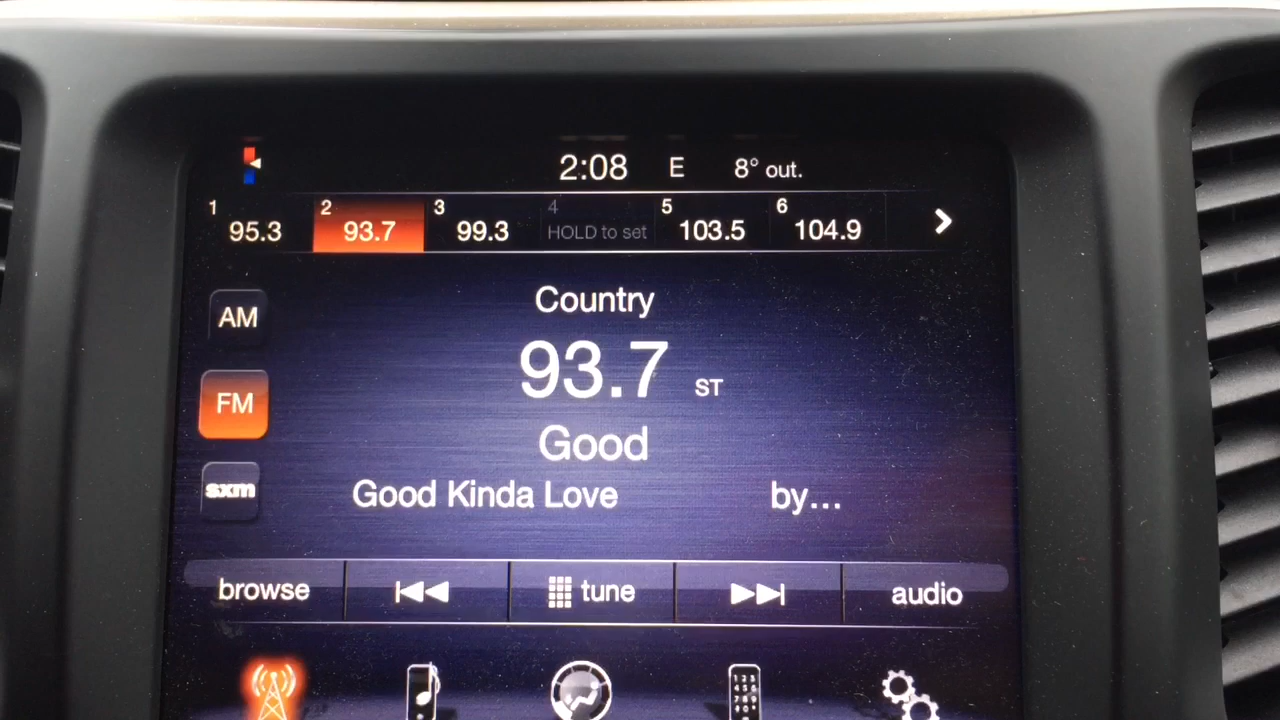 2:08 E 8° out.
1 2 3 4 5 6
95.3 93.7 99.3 HOLD to set 103.5 104.9
AM
Country
93.7 ST
FM
Good
sxm
Good Kinda Love by...
browse tune audio